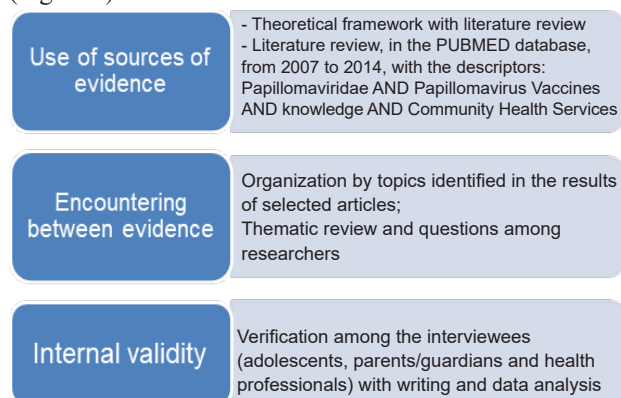 Use of sources of
evidence
- Theoretical framework with literature review
- Literature review, in the PUBMED database,
from 2007 to 2014, with the descriptors:
Papillomaviridae AND Papillomavirus Vaccines
AND knowledge AND Community Health Services
Encountering
between evidence
Organization by topics identified in the results
of selected articles;
Thematic review and questions among
researchers
Internal validity
Verification among the interviewees
(adolescents, parents/guardians and health
professionals) with writing and data analysis